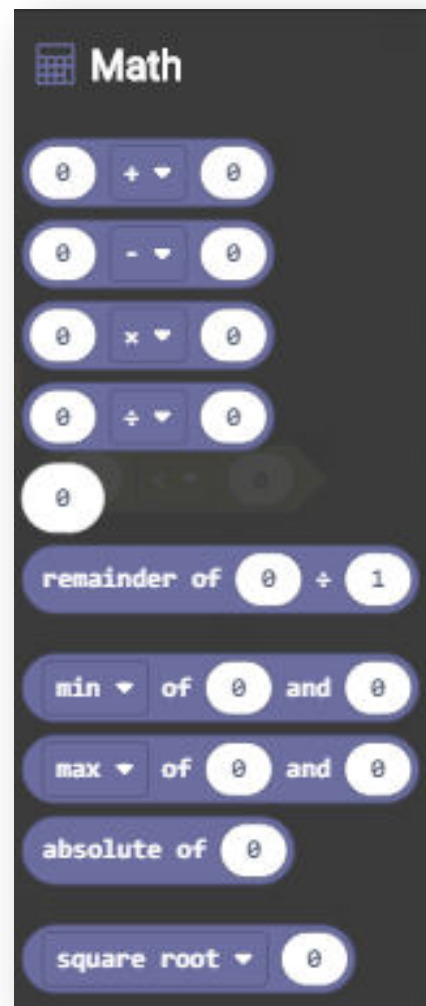 Math
0 + 0
0 - 0
0 × 0
0 ÷ 0
0
remainder of 0 ÷ 1
min of 0 and 0
max of 0 and 0
absolute of 0
square root 0